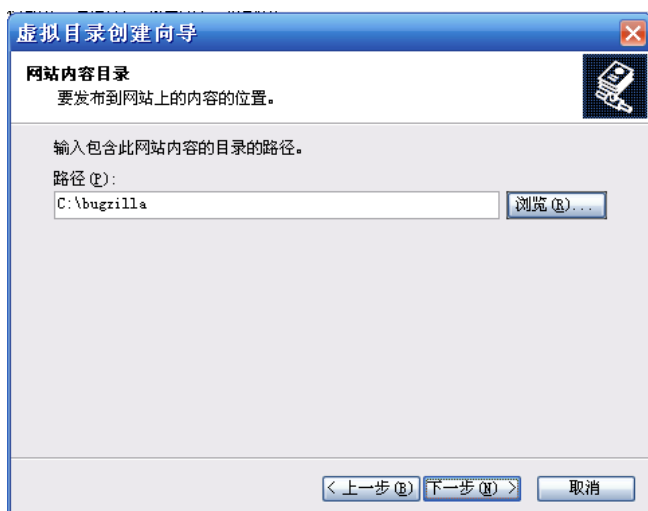 虚拟目录创建向导
网站内容目录
要发布到网站上的内容的位置。
输入包含此网站内容的目录的路径。
路径(P):
C:\bugzilla
浏览(R)...
< 上一步(B)
下一步(N) >
取消